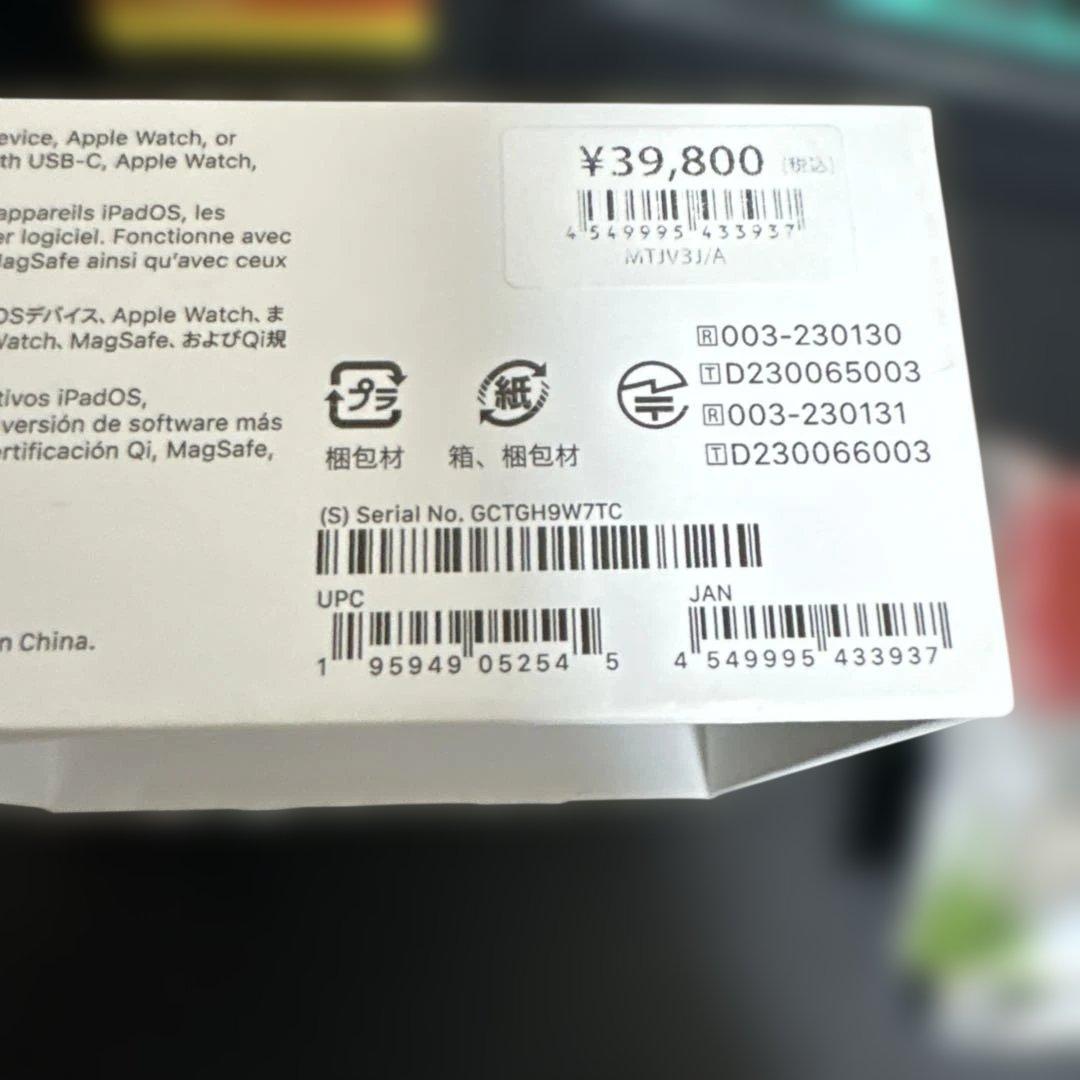 evice, Apple Watch, or
th USB-C, Apple Watch,
appareils iPadOS, les
er logiciel. Fonctionne avec
MagSafe ainsi qu'avec ceux
OSデバイス、Apple Watch、ま
Watch、MagSafe、およびQi規
tivos iPadOS,
versión de software más
ertificación Qi, MagSafe,
n China.
¥39,800 [税込]
4 549995 433937
MTJV3J/A
R 003-230130
T D230065003
R 003-230131
T D230066003
プラ
梱包材
紙
箱、梱包材
(S) Serial No. GCTGH9W7TC
UPC
1 95949 05254 5
JAN
4 549995 433937